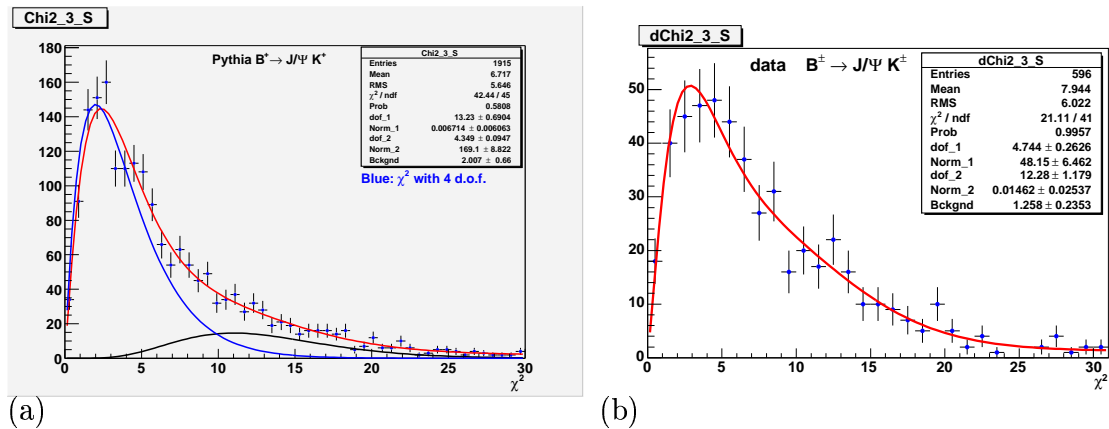 Chi2_3_S
Pythia B⁺→ J/Ψ K⁺
Chi2_3_S
Entries 1915
Mean 6.717
RMS 5.646
χ² / ndf 42.44 / 45
Prob 0.5808
dof_1 13.23 ± 0.6904
Norm_1 0.006714 ± 0.006063
dof_2 4.349 ± 0.0947
Norm_2 169.1 ± 8.822
Bckgnd 2.007 ± 0.66
Blue: χ² with 4 d.o.f.
180
160
140
120
100
80
60
40
20
0
0 5 10 15 20 25 30
χ²
(a)
dChi2_3_S
data B± → J/Ψ K±
dChi2_3_S
Entries 596
Mean 7.944
RMS 6.022
χ² / ndf 21.11 / 41
Prob 0.9957
dof_1 4.744 ± 0.2626
Norm_1 48.15 ± 6.462
dof_2 12.28 ± 1.179
Norm_2 0.01462 ± 0.02537
Bckgnd 1.258 ± 0.2353
50
40
30
20
10
0
0 5 10 15 20 25 30
χ²
(b)